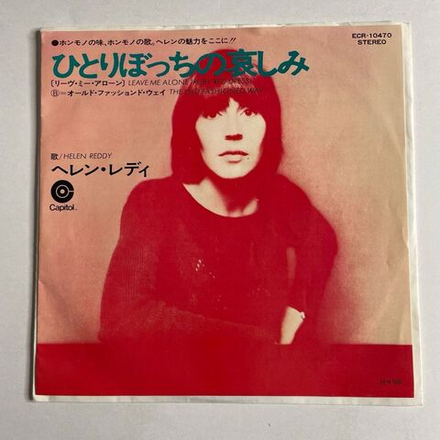 ECR-10470
STEREO
●ホンモノの味、ホンモノの歌。ヘレンの魅力をここに!!
ひとりぼっちの哀しみ
[リーヴ・ミー・アローン] LEAVE ME ALONE
Ⓑ=オールド・ファッションド・ウェイ THE
歌/HELEN REDDY
ヘレン・レディ
Capitol